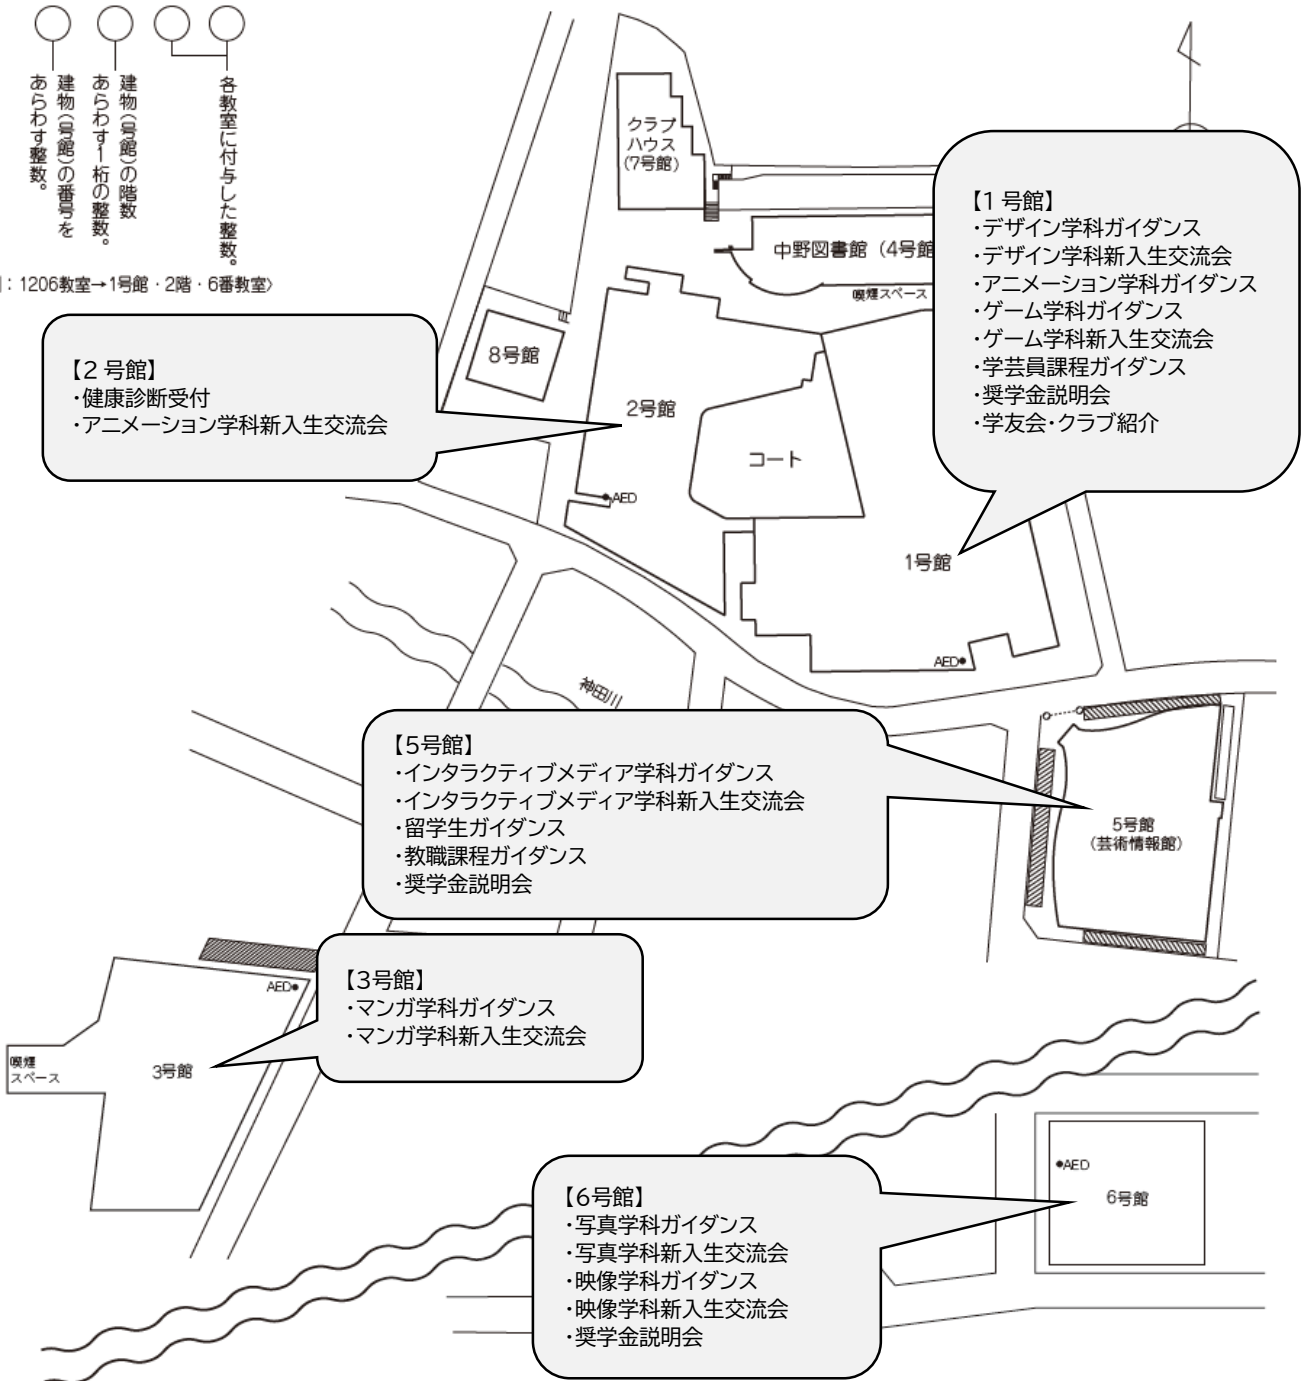 建物（号館）の番号を
あらわす整数。
建物（号館）の階数
あらわす1桁の整数。
各教室に付与した整数。
：1206教室→1号館・2階・6番教室〉
クラブ
ハウス
(7号館)
中野図書館（4号館
喫煙スペース
【1号館】
・デザイン学科ガイダンス
・デザイン学科新入生交流会
・アニメーション学科ガイダンス
・ゲーム学科ガイダンス
・ゲーム学科新入生交流会
・学芸員課程ガイダンス
・奨学金説明会
・学友会・クラブ紹介
8号館
【2号館】
・健康診断受付
・アニメーション学科新入生交流会
2号館
コート
AED
1号館
AED
神田川
【5号館】
・インタラクティブメディア学科ガイダンス
・インタラクティブメディア学科新入生交流会
・留学生ガイダンス
・教職課程ガイダンス
・奨学金説明会
5号館
（芸術情報館）
【3号館】
・マンガ学科ガイダンス
・マンガ学科新入生交流会
AED
喫煙
スペース
3号館
【6号館】
・写真学科ガイダンス
・写真学科新入生交流会
・映像学科ガイダンス
・映像学科新入生交流会
・奨学金説明会
AED
6号館